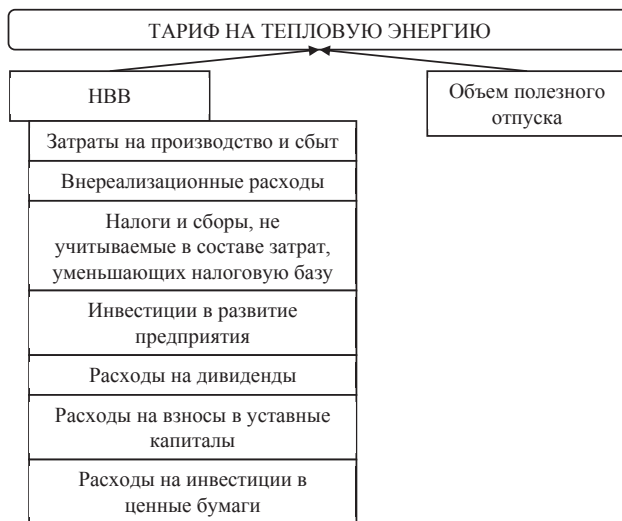 ТАРИФ НА ТЕПЛОВУЮ ЭНЕРГИЮ
НВВ
Объем полезного
отпуска
Затраты на производство и сбыт
Внереализационные расходы
Налоги и сборы, не
учитываемые в составе затрат,
уменьшающих налоговую базу
Инвестиции в развитие
предприятия
Расходы на дивиденды
Расходы на взносы в уставные
капиталы
Расходы на инвестиции в
ценные бумаги